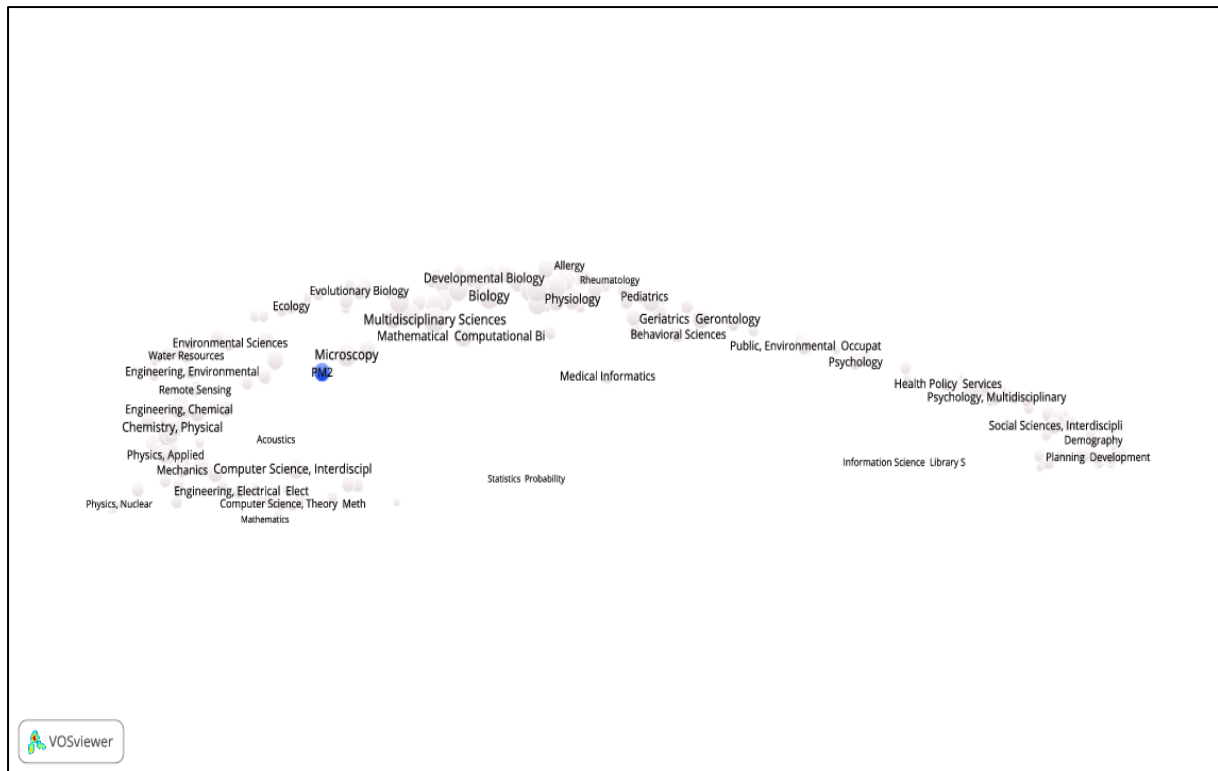 Allergy
Developmental Biology
Rheumatology
Evolutionary Biology
Biology
Physiology
Pediatrics
Ecology
Multidisciplinary Sciences
Geriatrics Gerontology
Mathematical Computational Bi
Behavioral Sciences
Environmental Sciences
Public, Environmental Occupat
Water Resources
Microscopy
Psychology
Engineering, Environmental
PM2
Medical Informatics
Health Policy Services
Remote Sensing
Psychology, Multidisciplinary
Engineering, Chemical
Chemistry, Physical
Social Sciences, Interdiscipli
Acoustics
Demography
Physics, Applied
Planning Development
Mechanics
Computer Science, Interdiscipl
Information Science Library S
Statistics Probability
Engineering, Electrical Elect
Physics, Nuclear
Computer Science, Theory Meth
Mathematics
VOSviewer